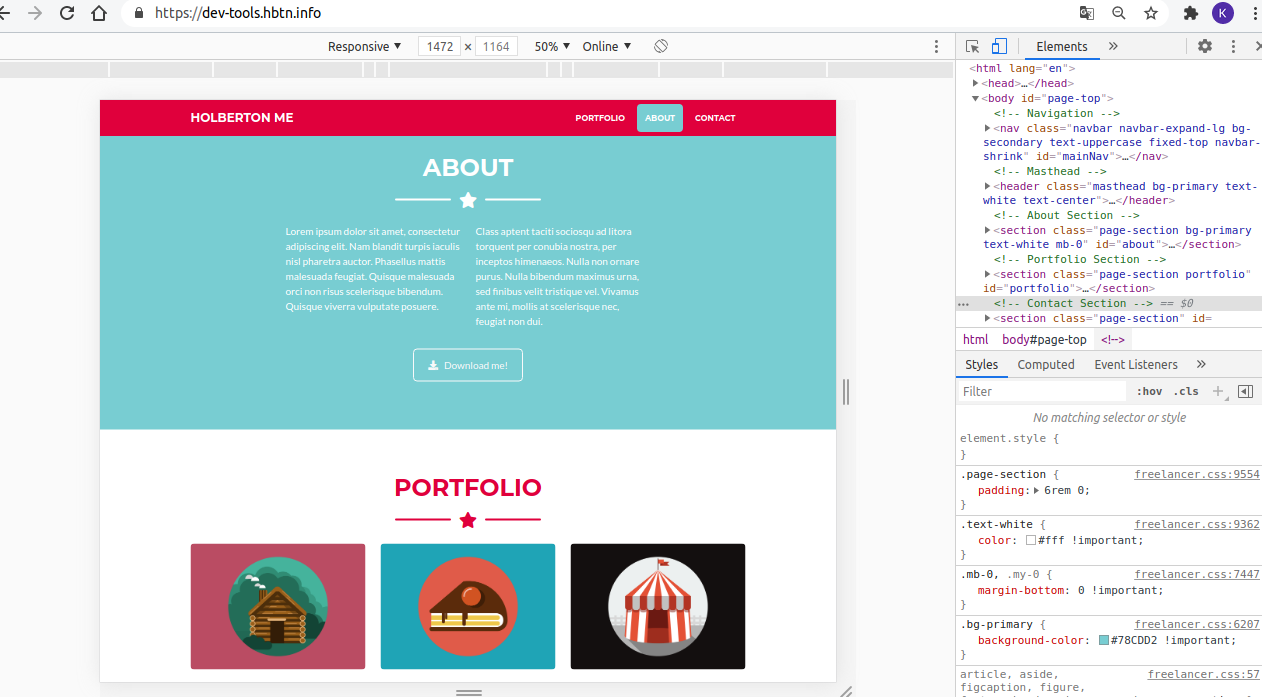 https://dev-tools.hbtn.info
K
Responsive ▼ 1472 × 1164 50% ▼ Online ▼
HOLBERTON ME
PORTFOLIO ABOUT CONTACT
ABOUT
Lorem ipsum dolor sit amet, consectetur
adipiscing elit. Nam blandit turpis iaculis
nisl pharetra auctor. Phasellus mattis
malesuada feugiat. Quisque malesuada
orci non risus scelerisque bibendum.
Quisque viverra vulputate posuere.
Class aptent taciti sociosqu ad litora
torquent per conubia nostra, per
inceptos himenaeos. Nulla non ornare
purus. Nulla bibendum maximus urna,
sed finibus velit tristique vel. Vivamus
ante mi, mollis at scelerisque nec,
feugiat non dui.
Download me!
PORTFOLIO
Elements »
<html lang="en">
▶<head>…</head>
▼<body id="page-top">
<!-- Navigation -->
▶<nav class="navbar navbar-expand-lg bg-
secondary text-uppercase fixed-top navbar-
shrink" id="mainNav">…</nav>
<!-- Masthead -->
▶<header class="masthead bg-primary text-
white text-center">…</header>
<!-- About Section -->
▶<section class="page-section bg-primary
text-white mb-0" id="about">…</section>
<!-- Portfolio Section -->
▶<section class="page-section portfolio"
id="portfolio">…</section>
<!-- Contact Section --> == $0
▶<section class="page-section" id=
html body#page-top <!-->
Styles Computed Event Listeners »
Filter :hov .cls +
No matching selector or style
element.style {
}
.page-section { freelancer.css:9554
padding:▶ 6rem 0;
}
.text-white { freelancer.css:9362
color: #fff !important;
}
.mb-0, .my-0 { freelancer.css:7447
margin-bottom: 0 !important;
}
.bg-primary { freelancer.css:6207
background-color: #78CDD2 !important;
}
article, aside, freelancer.css:57
figcaption, figure,